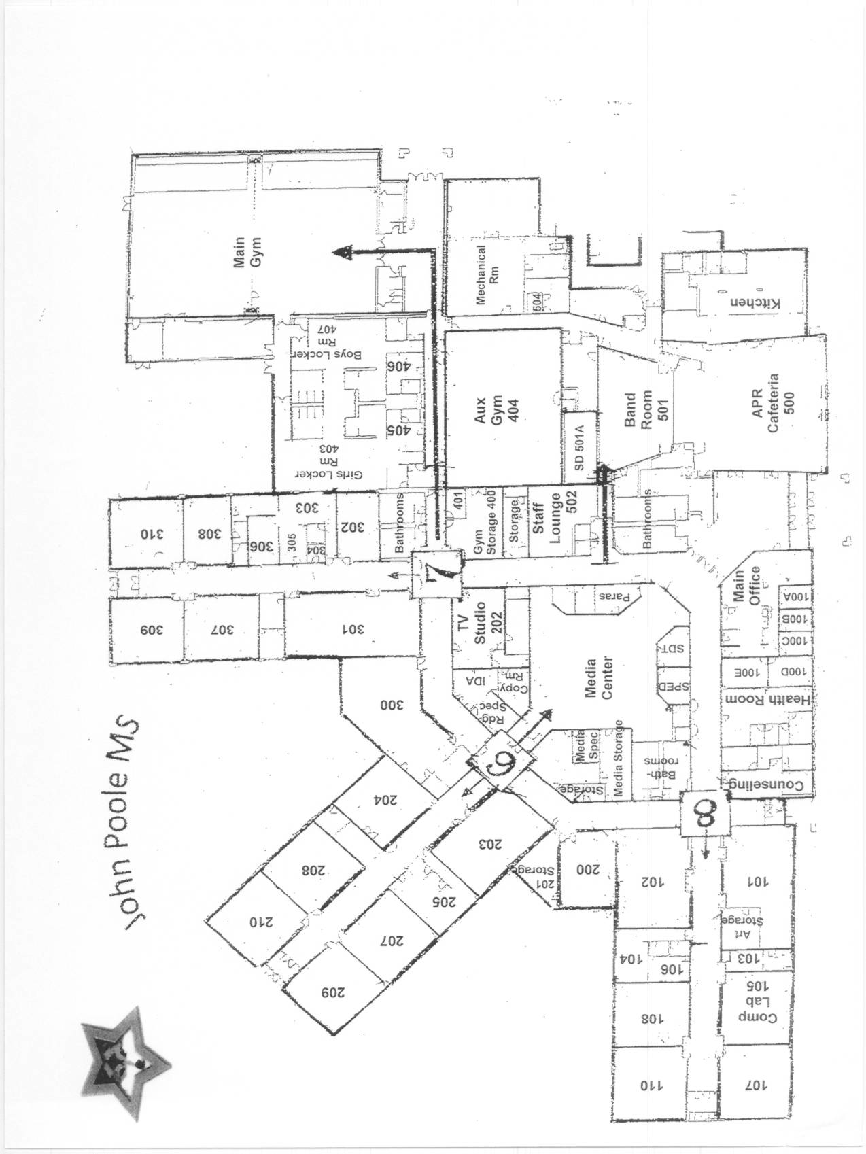 John Poole MS
Main
Gym
Mechanical
Rm
504
Kitchen
Boys Locker
Rm
407
406
405
Girls Locker
Rm
403
Aux
Gym
404
SD 501A
Band
Room
501
APR
Cafeteria
500
310
308
306
305
304
303
302
Bathrooms
401
Gym
Storage 400
Storage
Staff
Lounge
502
Bathrooms
7
309
307
301
TV
Studio
202
Paras
Main
Office
100A
100B
100C
100D
100E
Health Room
Counseling
300
IDA
Copy
Rm
Rdg
Spec
Media
Center
SDT
SPED
6
Media
Spec
Media Storage
Storage
Bath-
rooms
8
204
208
210
203
205
207
209
201
Storage
200
102
104
106
108
110
101
Art
Storage
103
Comp
Lab
105
107